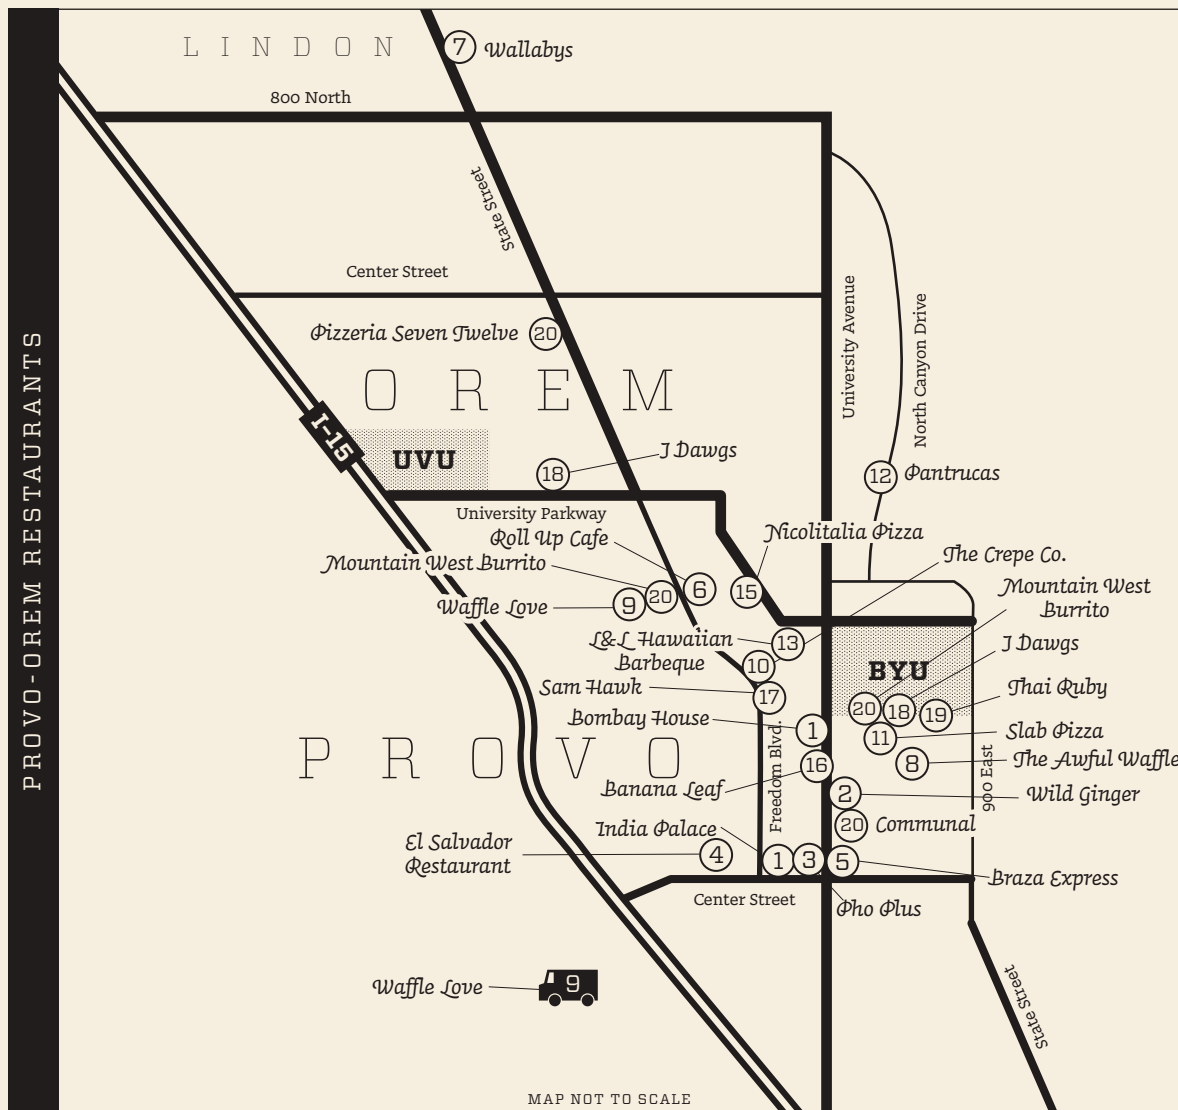 PROVO-OREM RESTAURANTS
LINDON
7 Wallabys
800 North
State Street
Center Street
Pizzeria Seven Twelve 20
University Avenue
North Canyon Drive
OREM
I-15
UVU
18
J Dawgs
12 Pantrucas
University Parkway
Roll Up Cafe
Nicolitalia Pizza
Mountain West Burrito
The Crepe Co.
Mountain West
Burrito
Waffle Love
9
20
6
15
L&L Hawaiian
Barbeque
13
10
BYU
J Dawgs
Sam Hawk
17
Thai Ruby
20
18
19
Bombay House
1
11
Slab Pizza
PROVO
Freedom Blvd.
16
8
The Awful Waffle
900 East
Banana Leaf
2
Wild Ginger
India Palace
20 Communal
El Salvador
Restaurant
4
1
3
5
Braza Express
Center Street
Pho Plus
Waffle Love
9
State Street
MAP NOT TO SCALE